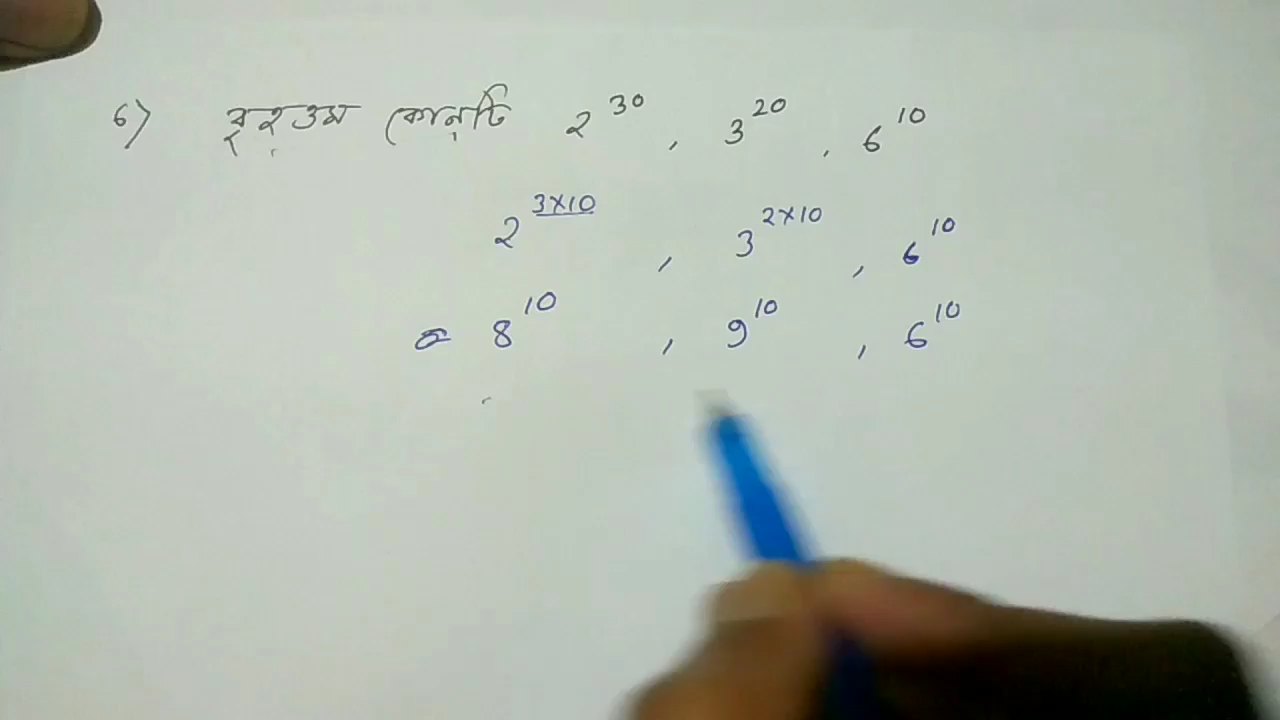 6) বৃহত্তম কোনটি 2^30, 3^20, 6^10
2^3×10, 3^2×10, 6^10
= 8^10, 9^10, 6^10